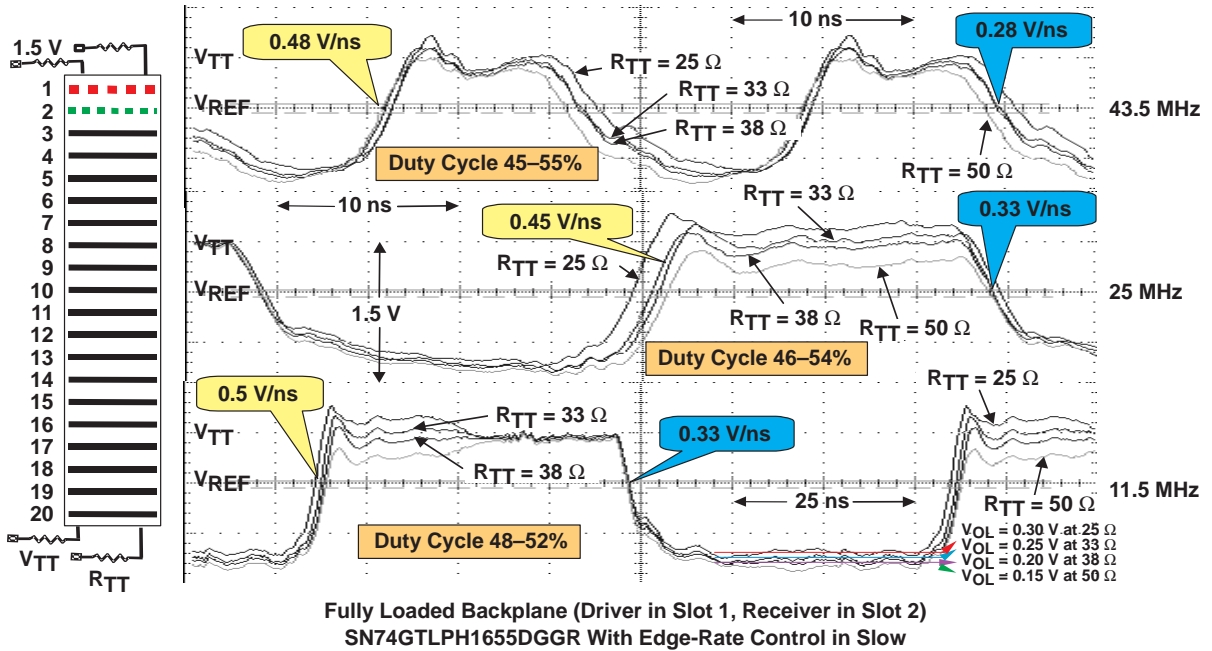 1.5 V
1
2
3
4
5
6
7
8
9
10
11
12
13
14
15
16
17
18
19
20
VTT
RTT
0.48 V/ns
10 ns
0.28 V/ns
VTT
RTT = 25 Ω
RTT = 33 Ω
VREF
43.5 MHz
RTT = 38 Ω
Duty Cycle 45–55%
RTT = 50 Ω
10 ns
0.45 V/ns
RTT = 33 Ω
0.33 V/ns
VTT
RTT = 25 Ω
VREF
25 MHz
1.5 V
RTT = 38 Ω
RTT = 50 Ω
Duty Cycle 46–54%
0.5 V/ns
RTT = 25 Ω
RTT = 33 Ω
0.33 V/ns
VTT
RTT = 38 Ω
VREF
25 ns
11.5 MHz
RTT = 50 Ω
Duty Cycle 48–52%
VOL = 0.30 V at 25 Ω
VOL = 0.25 V at 33 Ω
VOL = 0.20 V at 38 Ω
VOL = 0.15 V at 50 Ω
Fully Loaded Backplane (Driver in Slot 1, Receiver in Slot 2)
SN74GTLPH1655DGGR With Edge-Rate Control in Slow